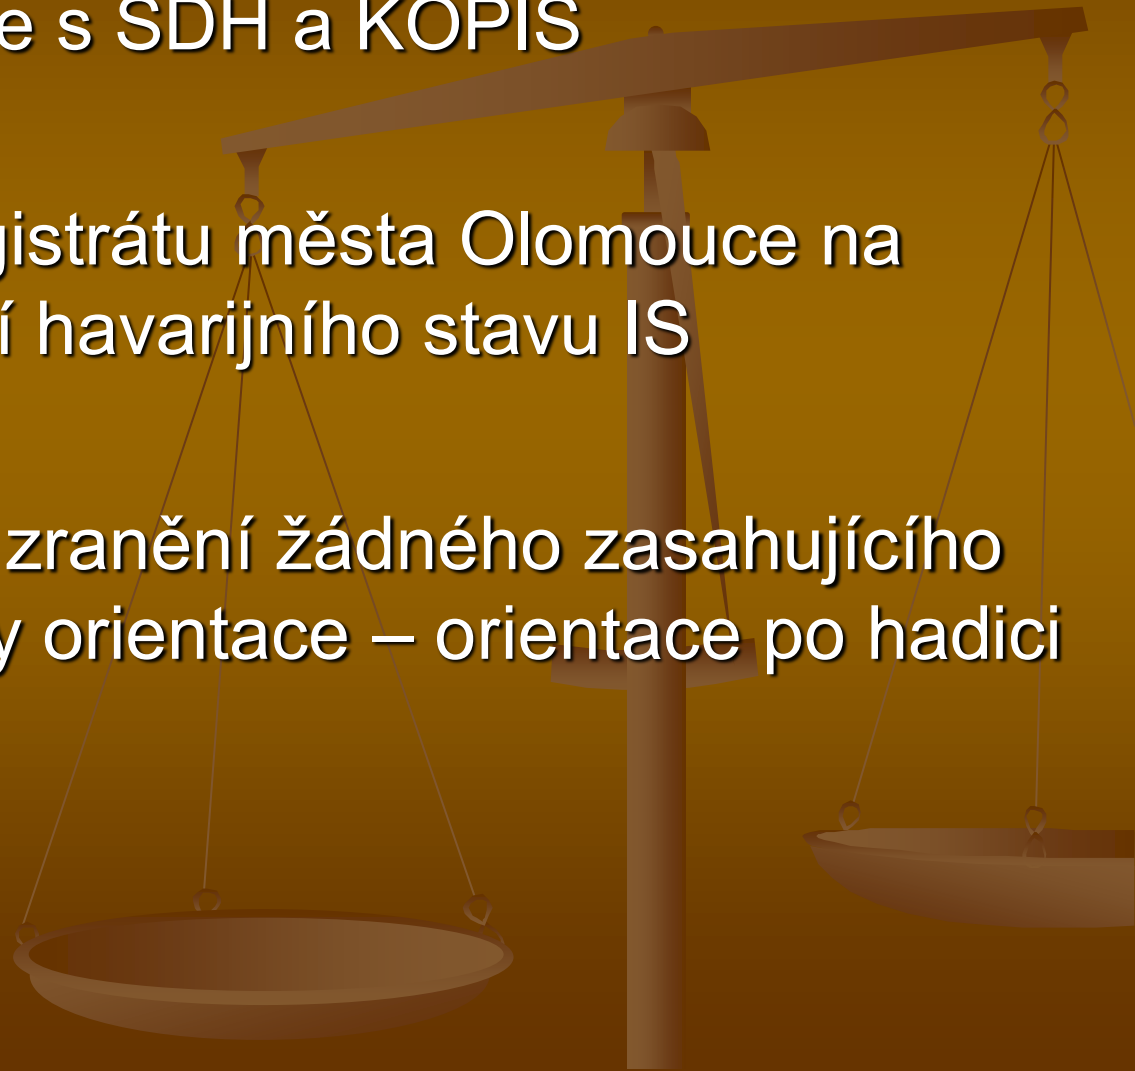 e s SDH a KOPIS
gistrátu města Olomouce na
í havarijního stavu IS
zranění žádného zasahujícího
y orientace – orientace po hadici